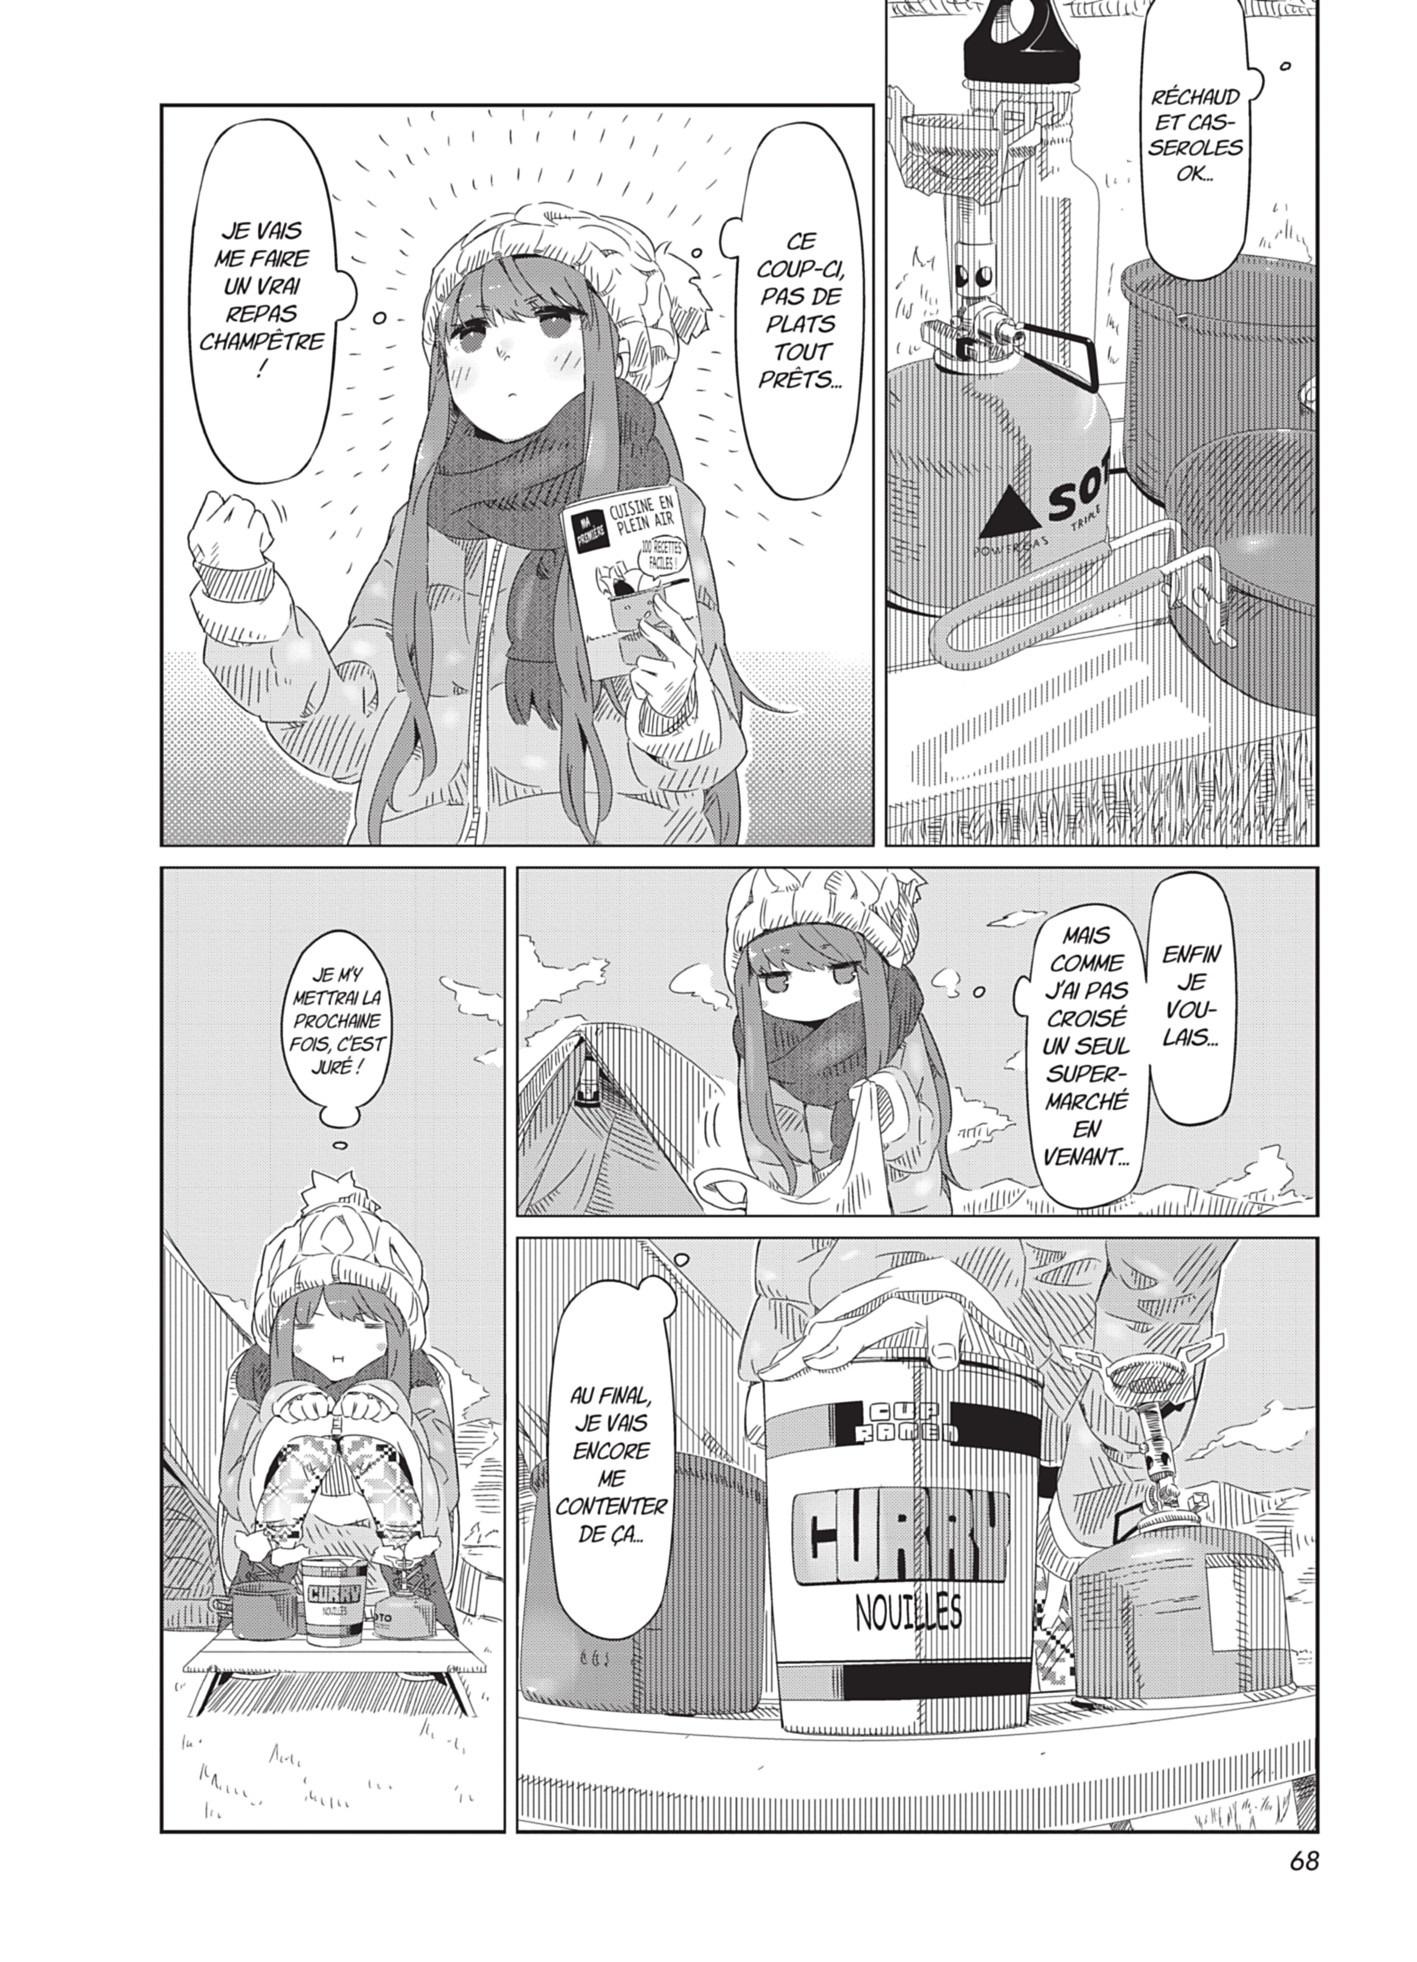 RÉCHAUD
ET CAS-
SEROLES
OK...
SOT
TRIPLE
POWERGAS
CE
COUP-CI,
PAS DE
PLATS
TOUT
PRÊTS...
JE VAIS
ME FAIRE
UN VRAI
REPAS
CHAMPÊTRE
!
MA
PREMIÈRE
CUISINE EN
PLEIN AIR
100 RECETTES
FACILES !
ENFIN
JE
VOU-
LAIS...
MAIS
COMME
J'AI PAS
CROISÉ
UN SEUL
SUPER-
MARCHÉ
EN
VENANT...
AU FINAL,
JE VAIS
ENCORE
ME
CONTENTER
DE ÇA...
CUP
RAMEN
CURRY
NOUILLES
JE M'Y
METTRAI LA
PROCHAINE
FOIS, C'EST
JURÉ !
CURRY
NOUILLES
OTO
68